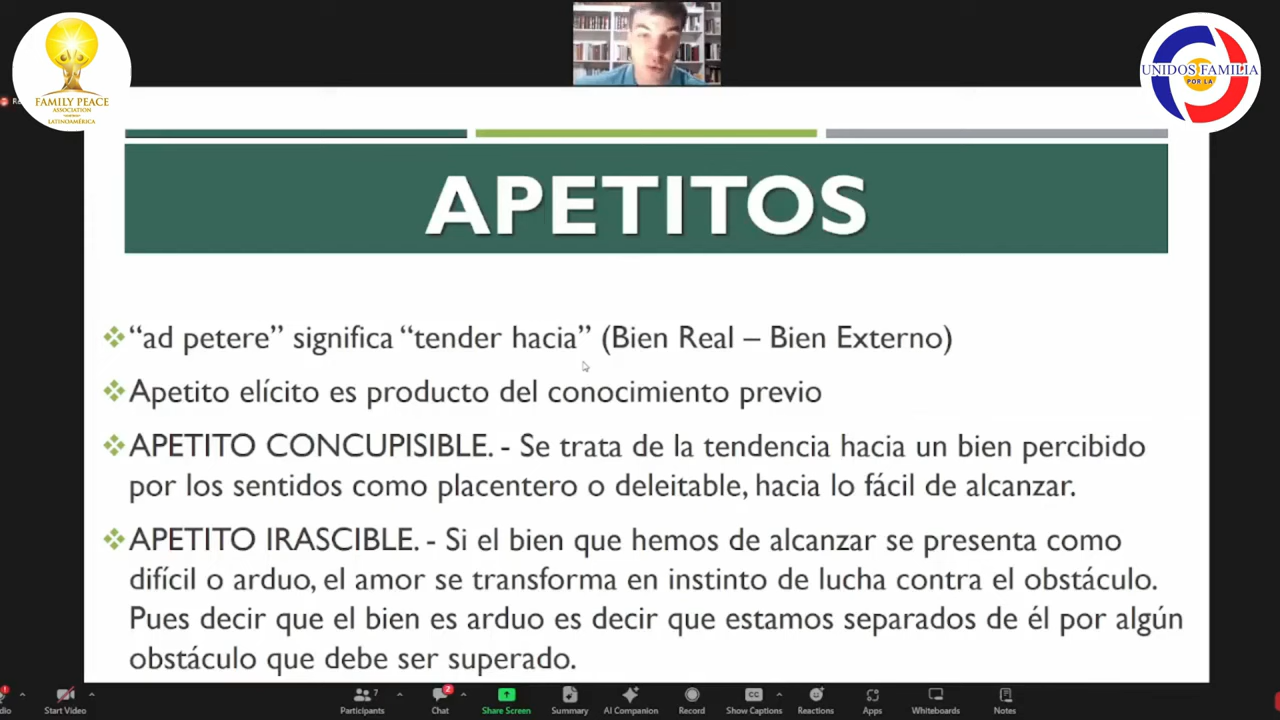 FAMILY PEACE
ASSOCIATION
LATINOAMÉRICA
UNIDOS FAMILIA
POR LA
APETITOS
“ad petere” significa “tender hacia” (Bien Real – Bien Externo)
Apetito elícito es producto del conocimiento previo
APETITO CONCUPISIBLE. - Se trata de la tendencia hacia un bien percibido
por los sentidos como placentero o deleitable, hacia lo fácil de alcanzar.
APETITO IRASCIBLE. - Si el bien que hemos de alcanzar se presenta como
difícil o arduo, el amor se transforma en instinto de lucha contra el obstáculo.
Pues decir que el bien es arduo es decir que estamos separados de él por algún
obstáculo que debe ser superado.
Start Video
7
Participants
2
Chat
Share Screen
Summary
AI Companion
Record
CC
Show Captions
Reactions
Apps
Whiteboards
Notes